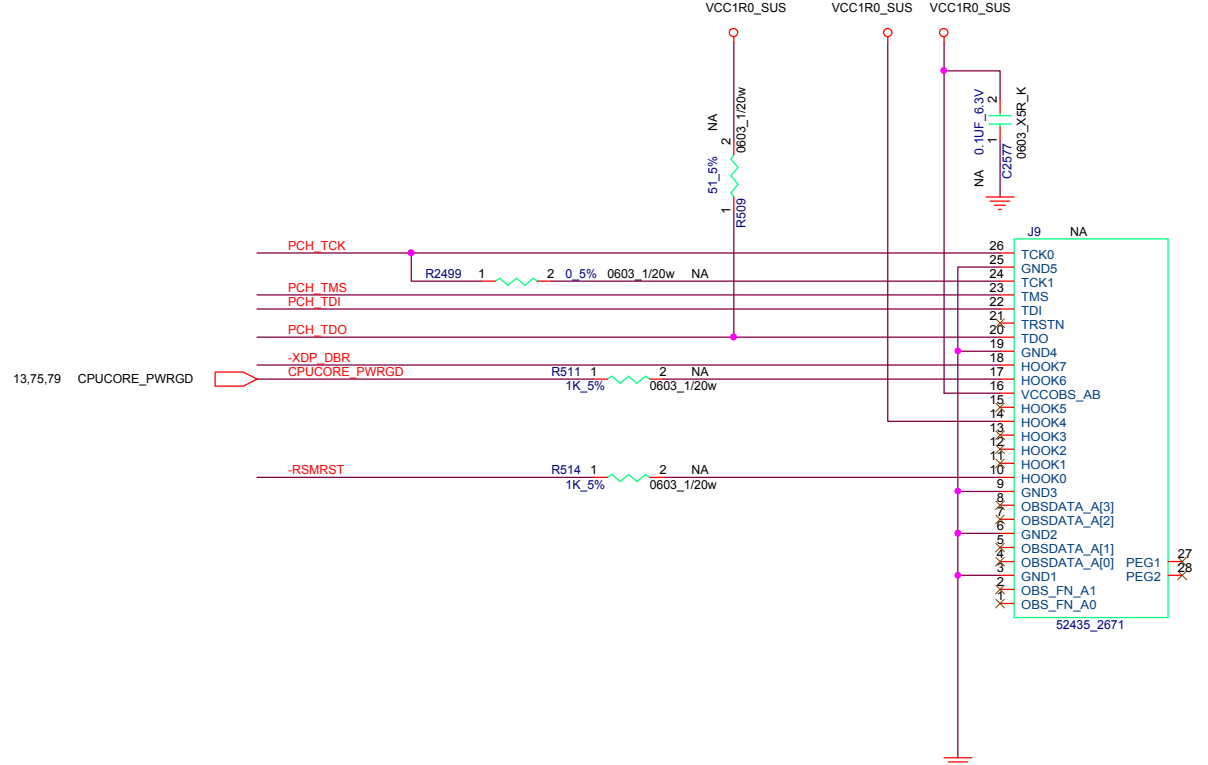 VCC1R0_SUS VCC1R0_SUS VCC1R0_SUS
NA
2
0603_1/20w
51_5%
1
R509
NA
0.1UF_6.3V
2
1
C2577
0603_X5R_K
J9 NA
PCH_TCK 26 TCK0
25 GND5
R2499 1 2 0_5% 0603_1/20w NA 24 TCK1
PCH_TMS 23 TMS
PCH_TDI 22 TDI
21 TRSTN
PCH_TDO 20 TDO
19 GND4
-XDP_DBR 18 HOOK7
13,75,79 CPUCORE_PWRGD CPUCORE_PWRGD R511 1 2 NA 17 HOOK6
1K_5% 0603_1/20w
16 VCCOBS_AB
15 HOOK5
14 HOOK4
13 HOOK3
12 HOOK2
11 HOOK1
-RSMRST R514 1 2 NA 10 HOOK0
1K_5% 0603_1/20w
9 GND3
8 OBSDATA_A[3]
7 OBSDATA_A[2]
6 GND2
5 OBSDATA_A[1]
4 OBSDATA_A[0] PEG1 27
3 GND1 PEG2 28
2 OBS_FN_A1
1 OBS_FN_A0
52435_2671